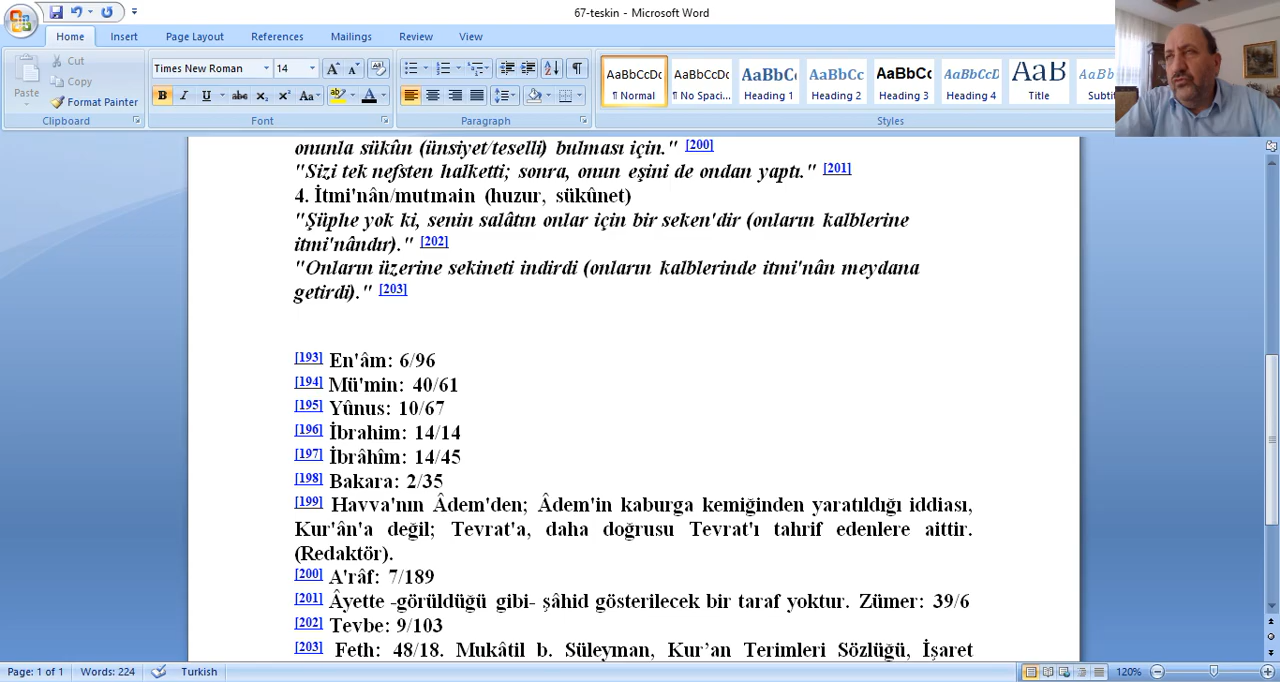 67-teskin - Microsoft Word
Home Insert Page Layout References Mailings Review View
Cut
Copy
Format Painter
Paste
Clipboard
Times New Roman 14
Font
Paragraph
AaBbCcDc AaBbCcDc AaBbC AaBbCc AaBbCc AaBbCcD AaB AaBb
¶ Normal ¶ No Spaci... Heading 1 Heading 2 Heading 3 Heading 4 Title Subtit
Styles
onunla sükûn (ünsiyet/teselli) bulması için." [200]
"Sizi tek nefsten halketti; sonra, onun eşini de ondan yaptı." [201]
4. İtmi'nân/mutmain (huzur, sükûnet)
"Şüphe yok ki, senin salâtın onlar için bir seken'dir (onların kalblerine
itmi'nândır)." [202]
"Onların üzerine sekineti indirdi (onların kalblerinde itmi'nân meydana
getirdi)." [203]
[193] En'âm: 6/96
[194] Mü'min: 40/61
[195] Yûnus: 10/67
[196] İbrahim: 14/14
[197] İbrâhîm: 14/45
[198] Bakara: 2/35
[199] Havva'nın Âdem'den; Âdem'in kaburga kemiğinden yaratıldığı iddiası,
Kur'ân'a değil; Tevrat'a, daha doğrusu Tevrat'ı tahrif edenlere aittir.
(Redaktör).
[200] A'râf: 7/189
[201] Âyette -görüldüğü gibi- şâhid gösterilecek bir taraf yoktur. Zümer: 39/6
[202] Tevbe: 9/103
[203] Feth: 48/18. Mukâtil b. Süleyman, Kur’an Terimleri Sözlüğü, İşaret
Page: 1 of 1 Words: 224 Turkish 120%